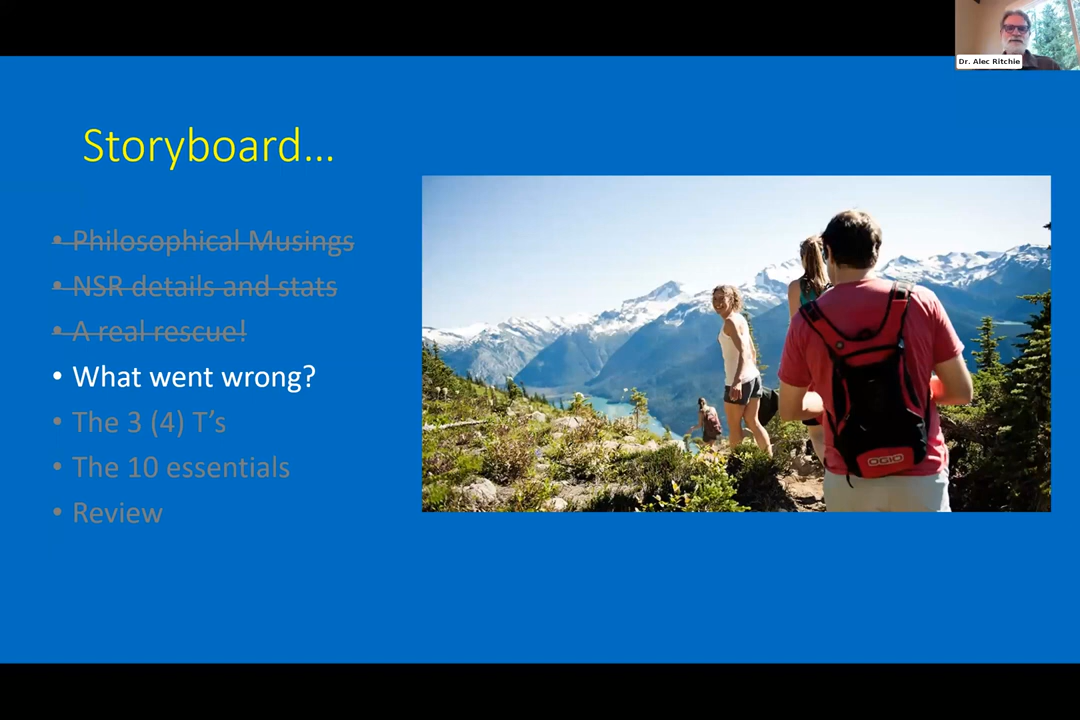 Dr. Alec Ritchie
Storyboard...
• Philosophical Musings
• NSR details and stats
• A real rescue!
• What went wrong?
• The 3 (4) T's
• The 10 essentials
• Review
OGIO